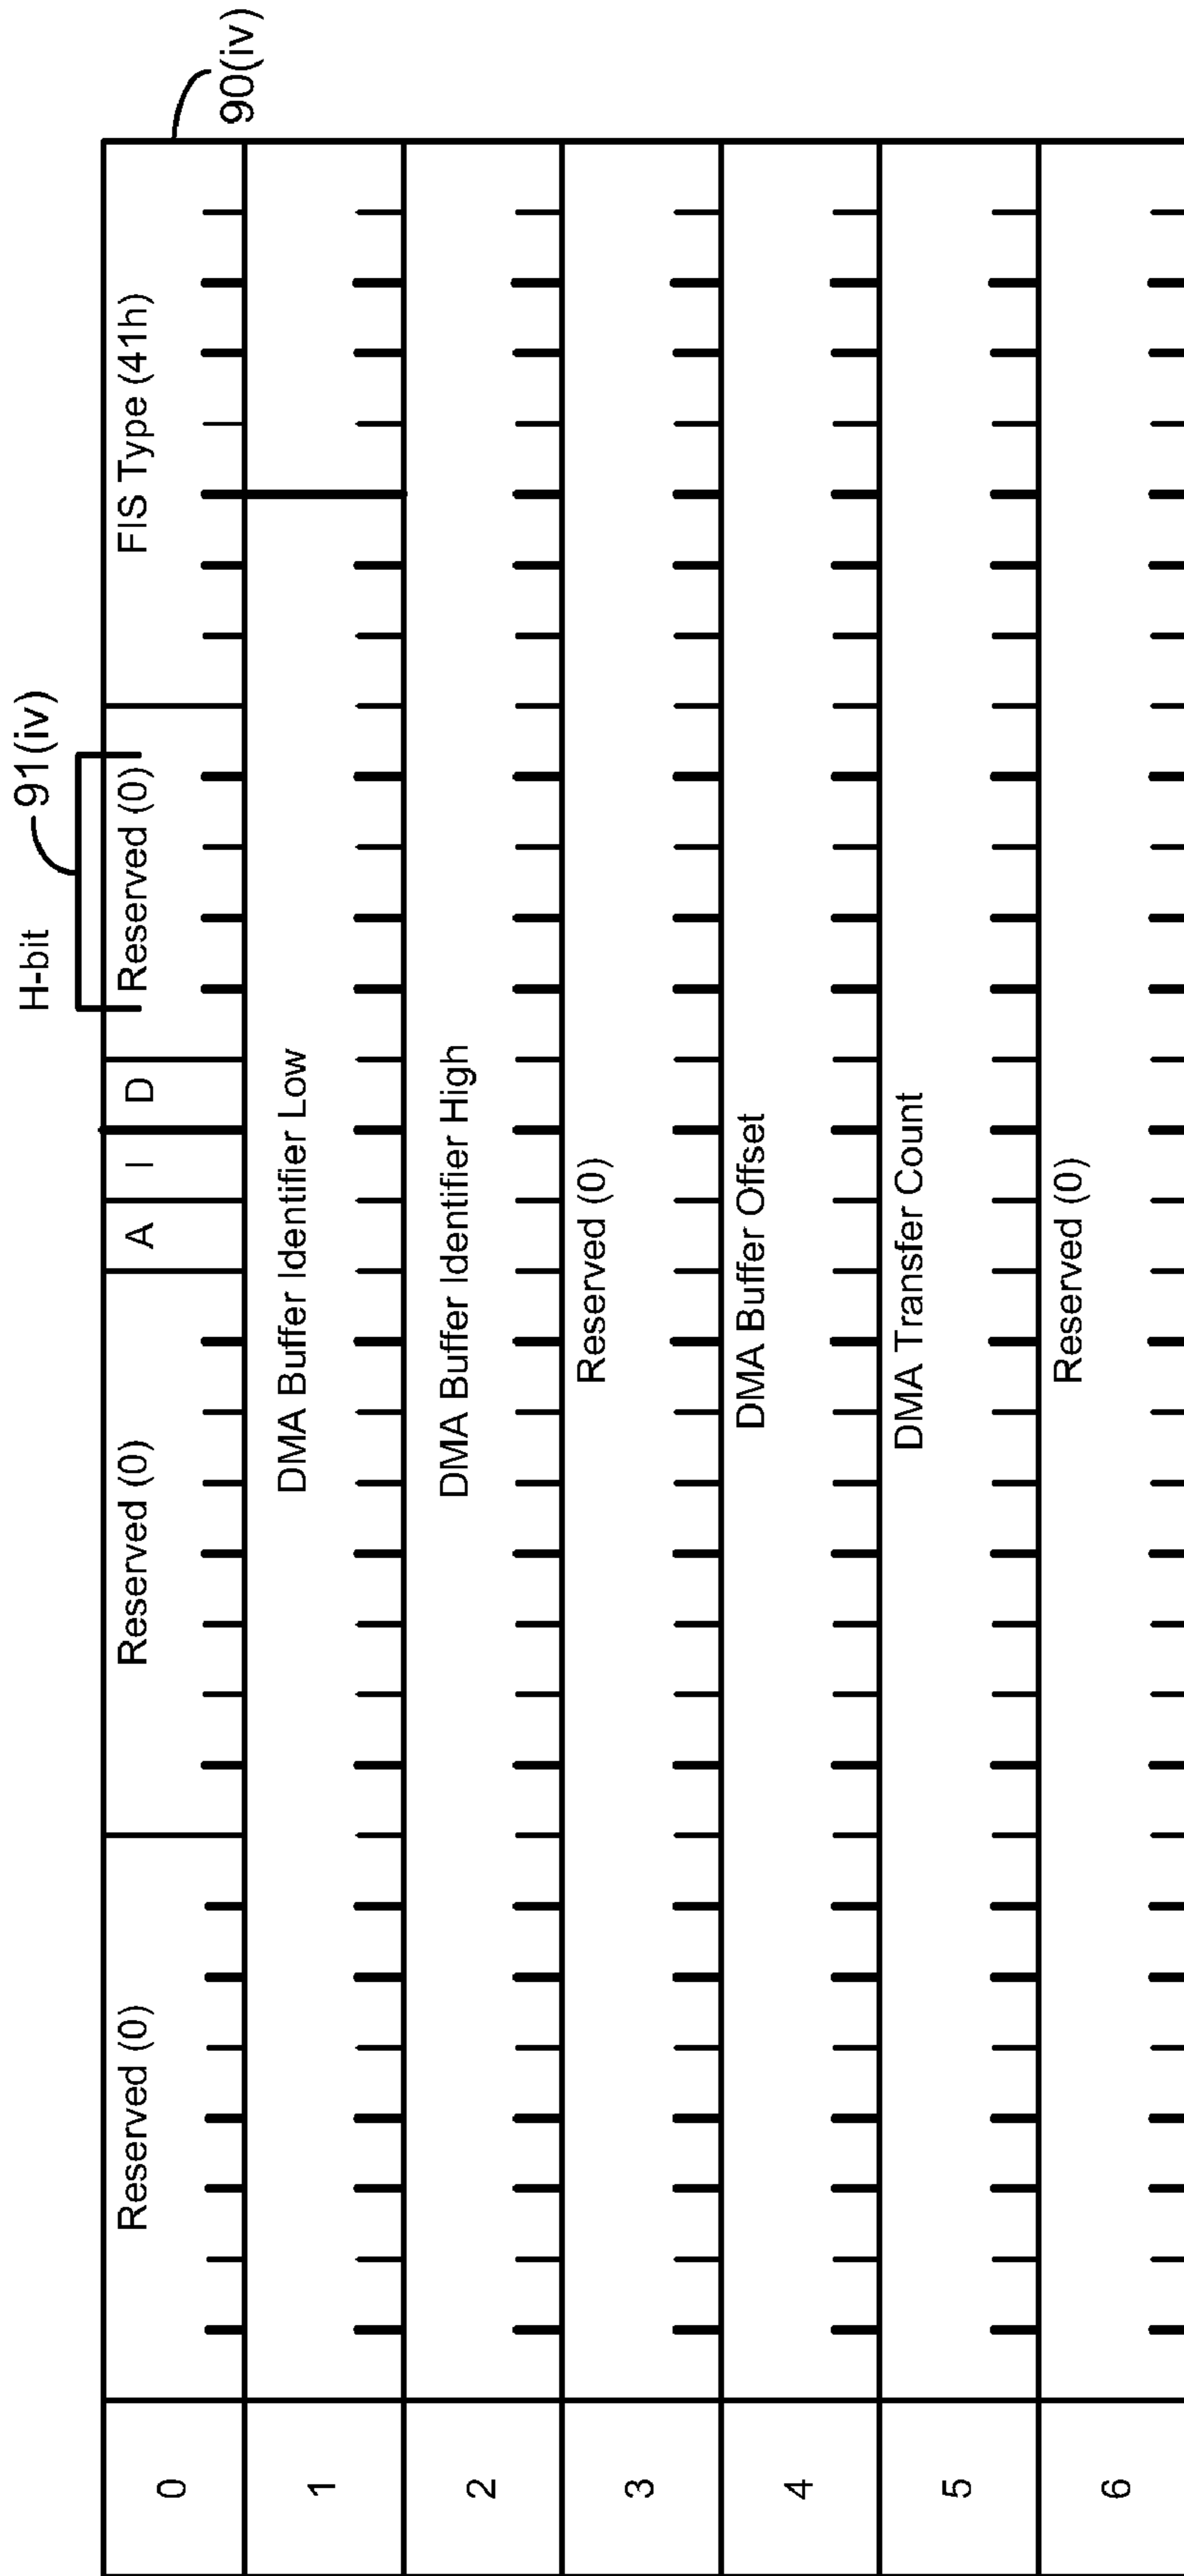 H-bit 91(iv)
90(iv)
0 Reserved (0) Reserved (0) A I D Reserved (0) FIS Type (41h)
1 DMA Buffer Identifier Low
2 DMA Buffer Identifier High
3 Reserved (0)
4 DMA Buffer Offset
5 DMA Transfer Count
6 Reserved (0)